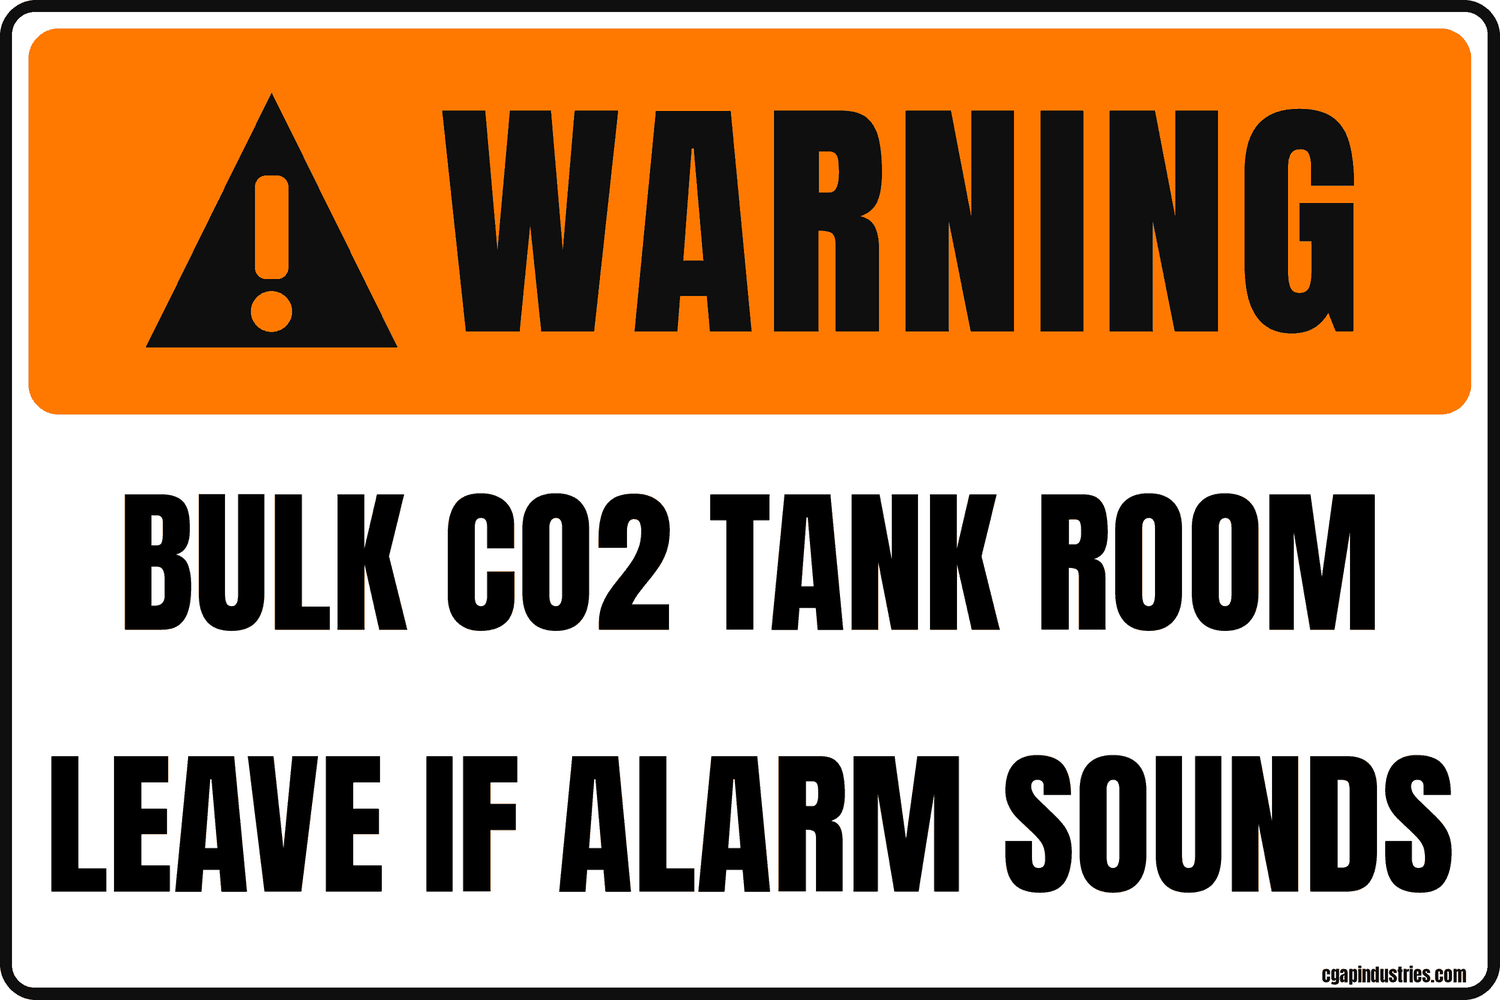 WARNING
BULK CO2 TANK ROOM
LEAVE IF ALARM SOUNDS
cgapindustries.com